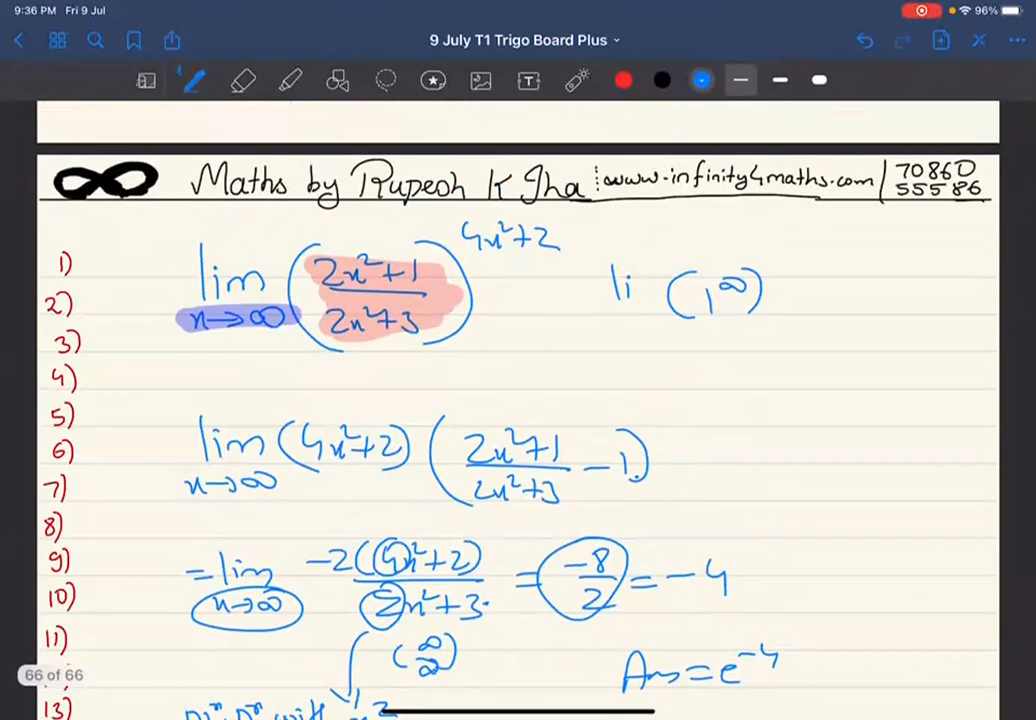 9:36 PM Fri 9 Jul 96%
9 July T1 Trigo Board Plus
∞ Maths by Rupesh K Jha www.infinity4maths.com 70860 55586
1)
2)
3)
4)
5)
6)
7)
8)
9)
10)
11)
13)
lim x→∞ ((2x²+1)/(2x²+3))^(4x²+2) li (1^∞)
lim x→∞ (4x²+2) ((2x²+1)/(2x²+3) − 1)
= lim x→∞ −2(4x²+2)/(2x²+3) = −8/2 = −4
(∞/∞)
Ans = e⁻⁴
66 of 66